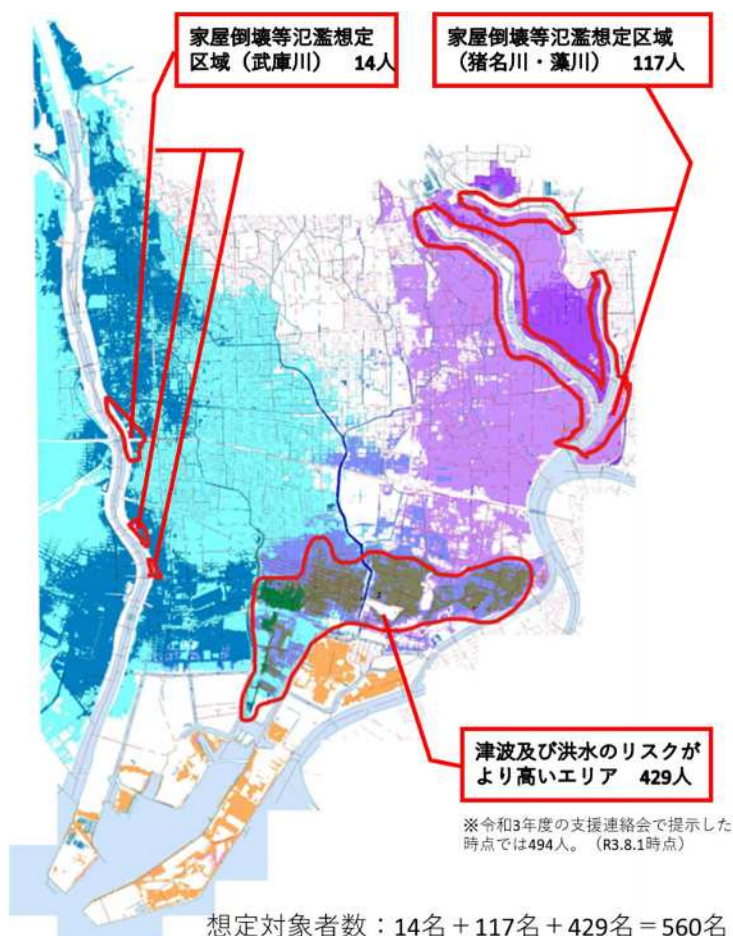 家屋倒壊等氾濫想定
区域（武庫川）　14人
家屋倒壊等氾濫想定区域
（猪名川・藻川）　117人
津波及び洪水のリスクが
より高いエリア　429人
※令和3年度の支援連絡会で提示した
時点では494人。（R3.8.1時点）
想定対象者数：14名＋117名＋429名＝560名